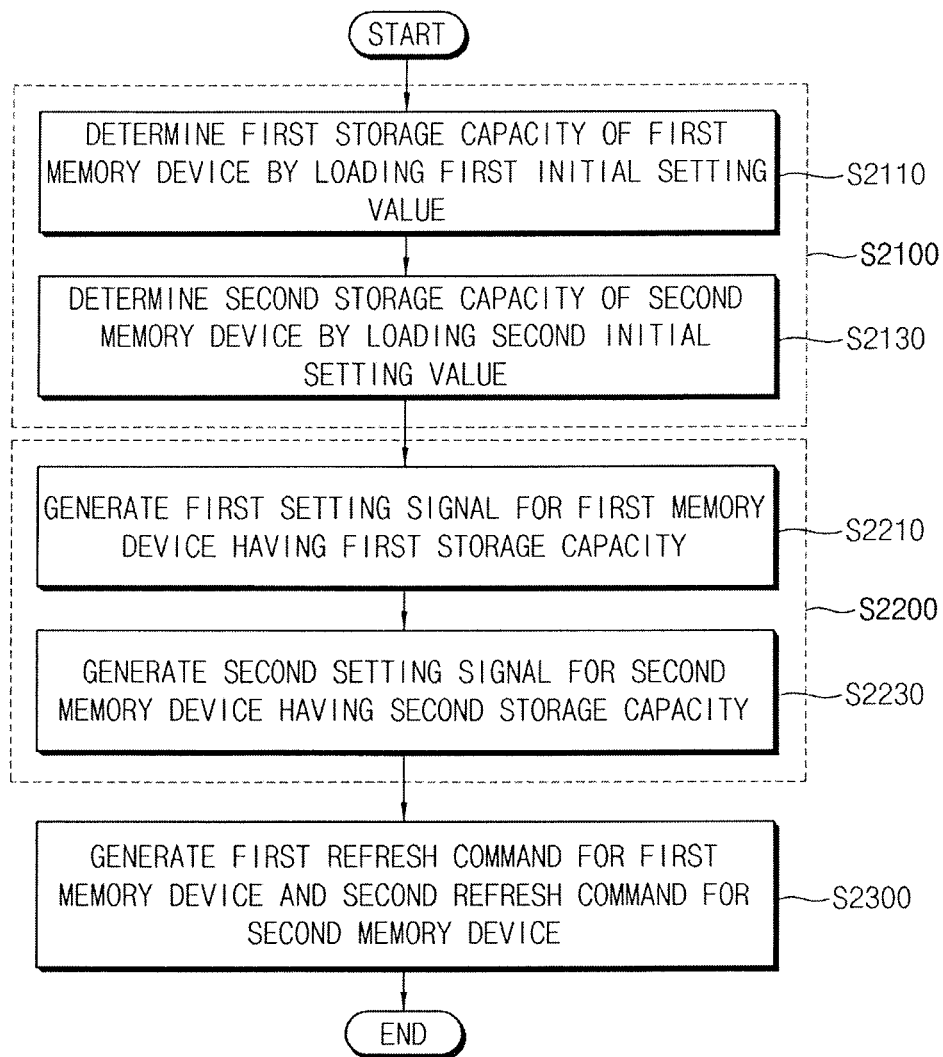 START
DETERMINE FIRST STORAGE CAPACITY OF FIRST
MEMORY DEVICE BY LOADING FIRST INITIAL SETTING
VALUE
S2110
S2100
DETERMINE SECOND STORAGE CAPACITY OF SECOND
MEMORY DEVICE BY LOADING SECOND INITIAL
SETTING VALUE
S2130
GENERATE FIRST SETTING SIGNAL FOR FIRST MEMORY
DEVICE HAVING FIRST STORAGE CAPACITY
S2210
S2200
GENERATE SECOND SETTING SIGNAL FOR SECOND
MEMORY DEVICE HAVING SECOND STORAGE CAPACITY
S2230
GENERATE FIRST REFRESH COMMAND FOR FIRST
MEMORY DEVICE AND SECOND REFRESH COMMAND FOR
SECOND MEMORY DEVICE
S2300
END